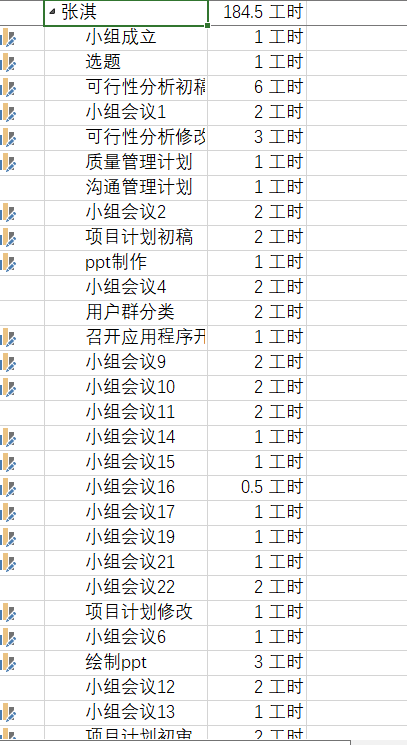 张淇 184.5 工时
小组成立 1 工时
选题 1 工时
可行性分析初稿 6 工时
小组会议1 2 工时
可行性分析修改 3 工时
质量管理计划 1 工时
沟通管理计划 1 工时
小组会议2 2 工时
项目计划初稿 2 工时
ppt制作 1 工时
小组会议4 2 工时
用户群分类 2 工时
召开应用程序开 1 工时
小组会议9 2 工时
小组会议10 2 工时
小组会议11 2 工时
小组会议14 1 工时
小组会议15 1 工时
小组会议16 0.5 工时
小组会议17 1 工时
小组会议19 1 工时
小组会议21 1 工时
小组会议22 2 工时
项目计划修改 1 工时
小组会议6 1 工时
绘制ppt 3 工时
小组会议12 2 工时
小组会议13 1 工时
项目计划初审 2 工时